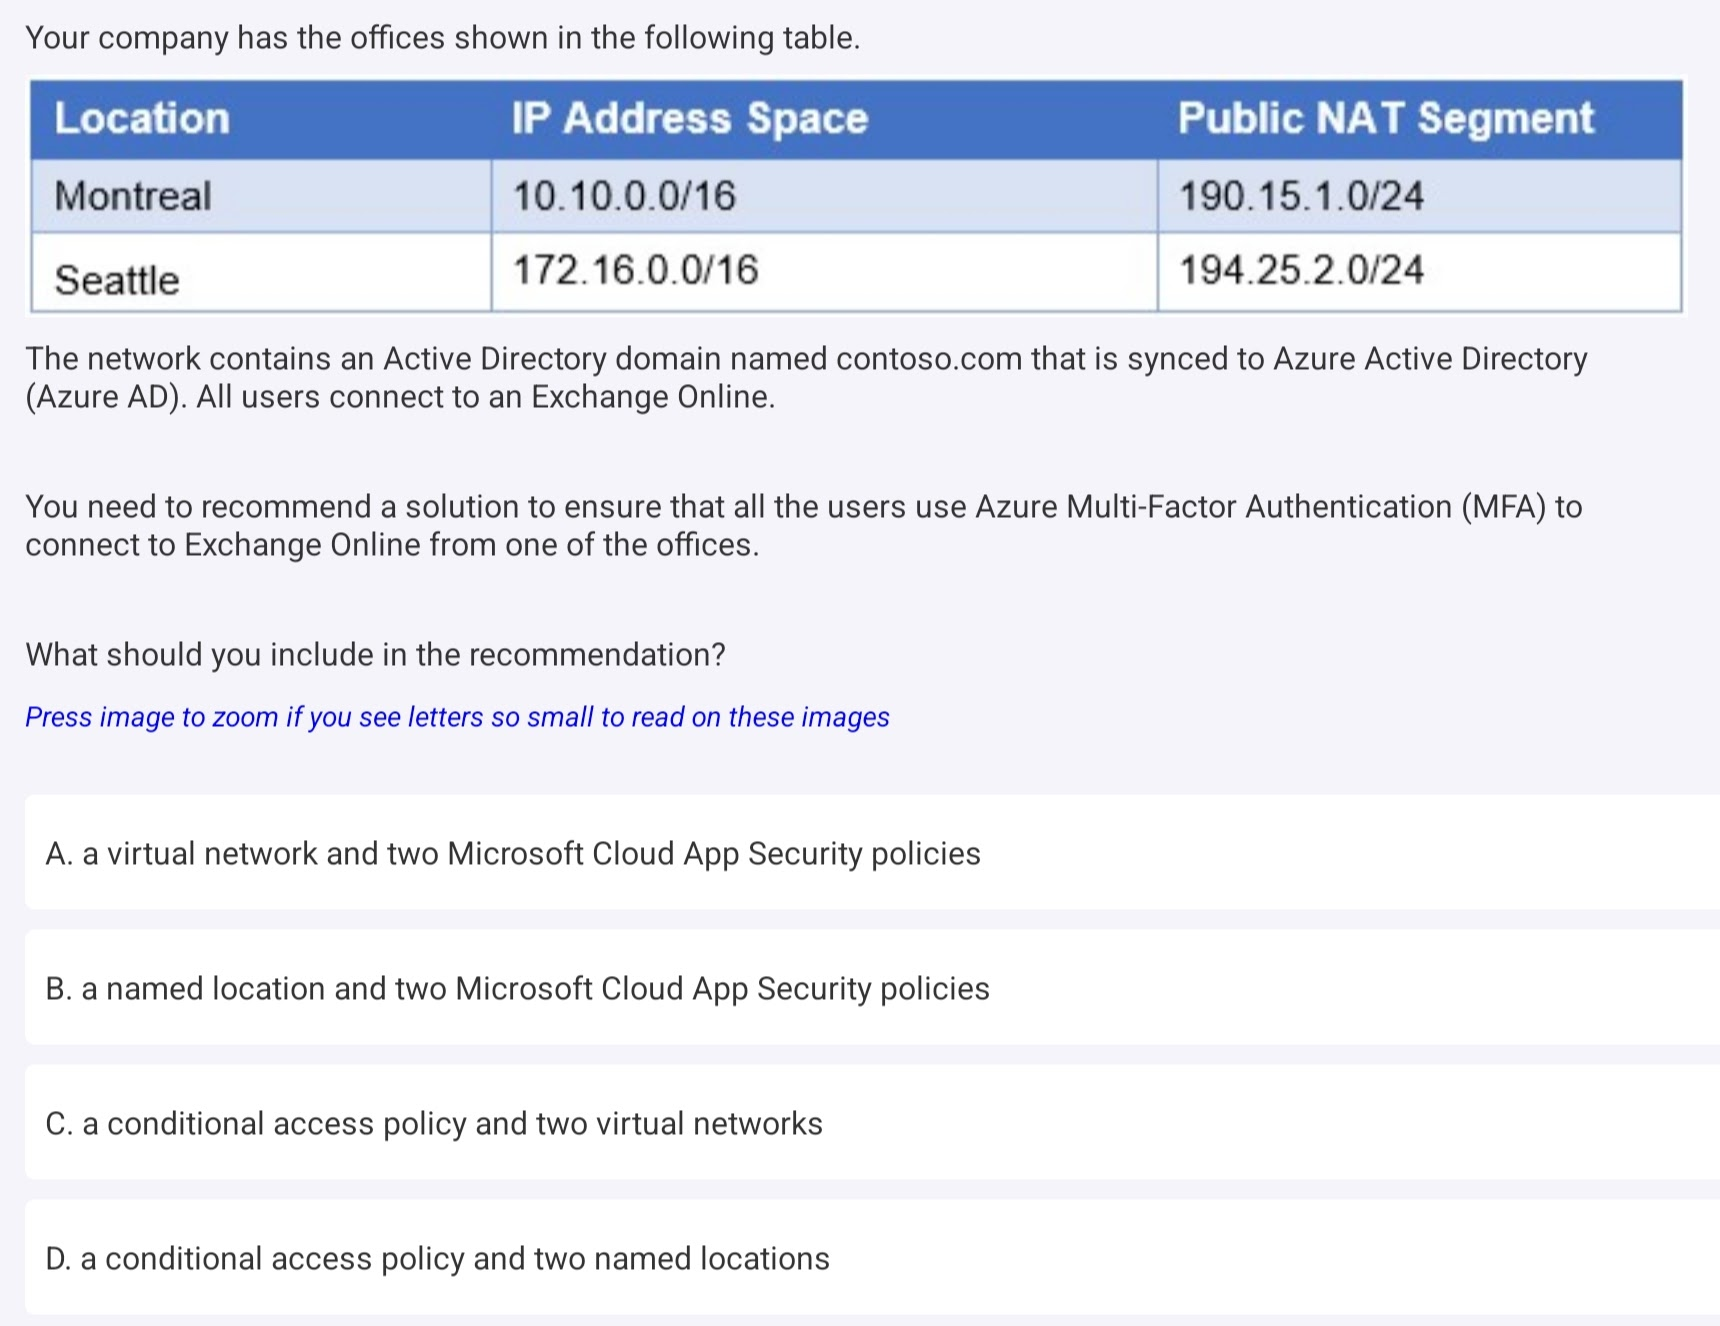 Your company has the offices shown in the following table.
Location IP Address Space Public NAT Segment
Montreal 10.10.0.0/16 190.15.1.0/24
Seattle 172.16.0.0/16 194.25.2.0/24
The network contains an Active Directory domain named contoso.com that is synced to Azure Active Directory
(Azure AD). All users connect to an Exchange Online.
You need to recommend a solution to ensure that all the users use Azure Multi-Factor Authentication (MFA) to
connect to Exchange Online from one of the offices.
What should you include in the recommendation?
Press image to zoom if you see letters so small to read on these images
A. a virtual network and two Microsoft Cloud App Security policies
B. a named location and two Microsoft Cloud App Security policies
C. a conditional access policy and two virtual networks
D. a conditional access policy and two named locations